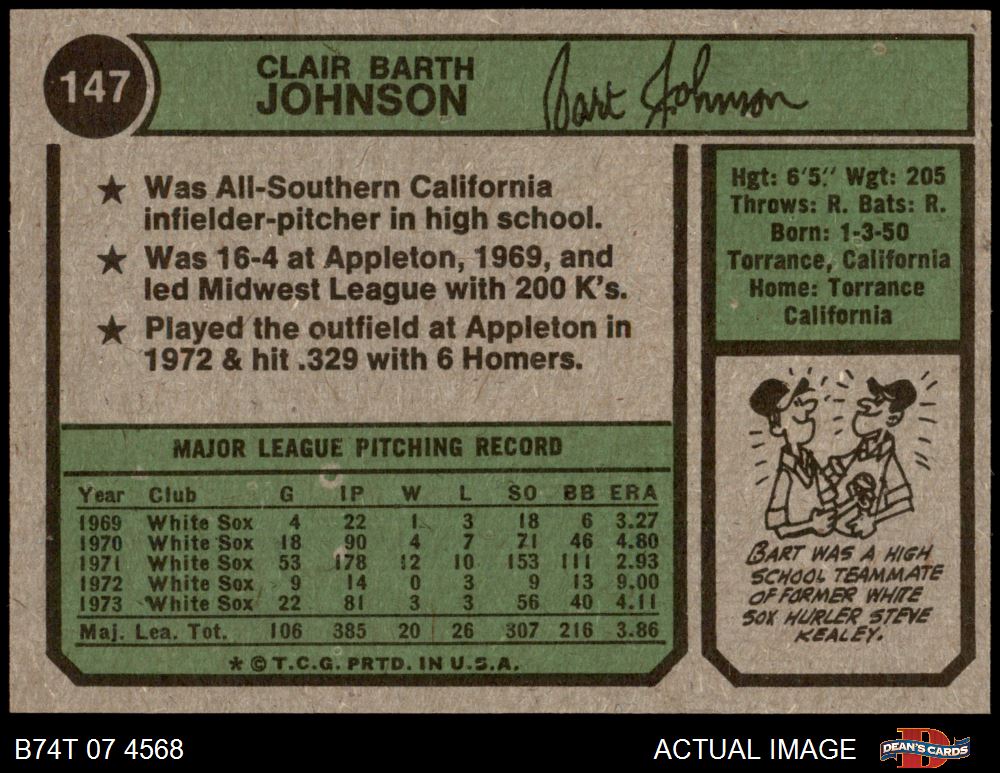 147
CLAIR BARTH
JOHNSON
Bart Johnson
★ Was All-Southern California
infielder-pitcher in high school.
★ Was 16-4 at Appleton, 1969, and
led Midwest League with 200 K's.
★ Played the outfield at Appleton in
1972 & hit .329 with 6 Homers.
Hgt: 6'5" Wgt: 205
Throws: R. Bats: R.
Born: 1-3-50
Torrance, California
Home: Torrance
California
MAJOR LEAGUE PITCHING RECORD
Year Club G IP W L SO BB ERA
1969 White Sox 4 22 1 3 18 6 3.27
1970 White Sox 18 90 4 7 71 46 4.80
1971 White Sox 53 178 12 10 153 111 2.93
1972 White Sox 9 14 0 3 9 13 9.00
1973 White Sox 22 81 3 3 56 40 4.11
Maj. Lea. Tot. 106 385 20 26 307 216 3.86
* © T.C.G. PRTD. IN U.S.A.
BART WAS A HIGH
SCHOOL TEAMMATE
OF FORMER WHITE
SOX HURLER STEVE
KEALEY.
B74T 07 4568
ACTUAL IMAGE
DEAN'S CARDS